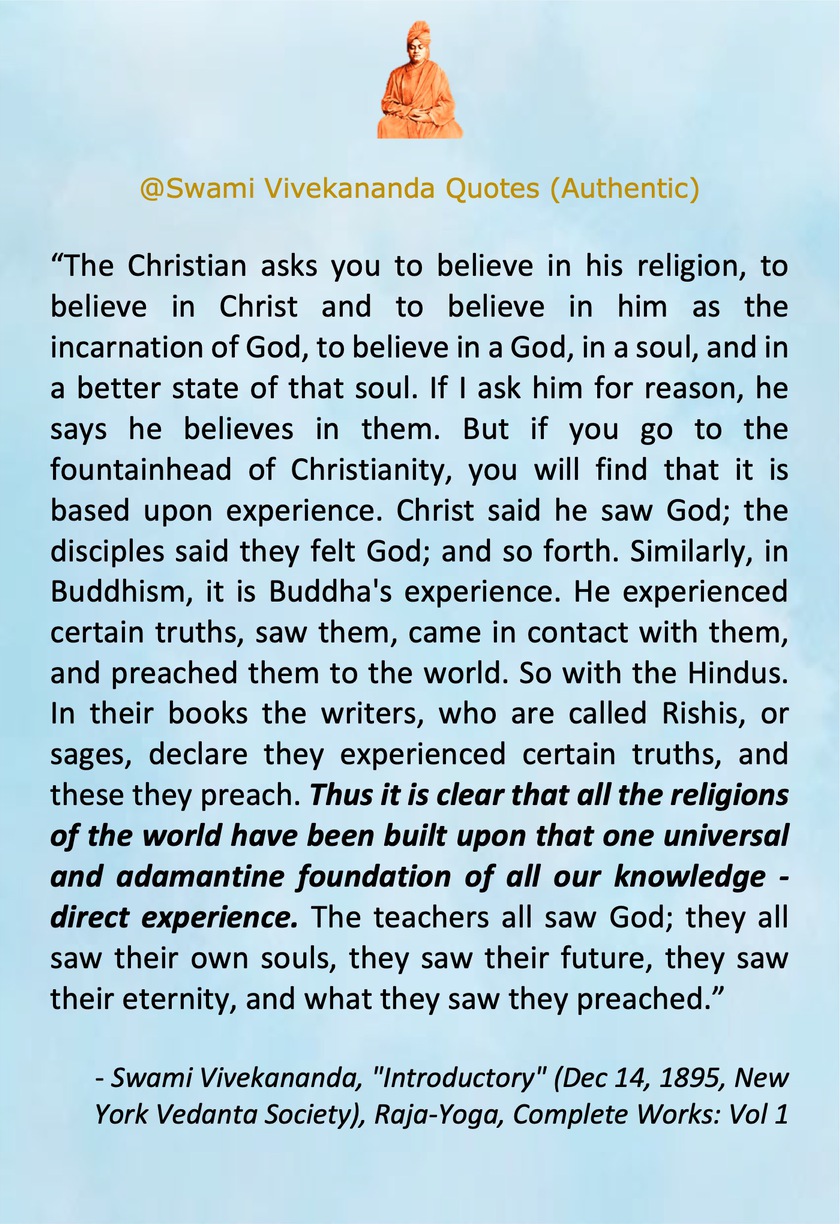 @Swami Vivekananda Quotes (Authentic)
“The Christian asks you to believe in his religion, to
believe in Christ and to believe in him as the
incarnation of God, to believe in a God, in a soul, and in
a better state of that soul. If I ask him for reason, he
says he believes in them. But if you go to the
fountainhead of Christianity, you will find that it is
based upon experience. Christ said he saw God; the
disciples said they felt God; and so forth. Similarly, in
Buddhism, it is Buddha's experience. He experienced
certain truths, saw them, came in contact with them,
and preached them to the world. So with the Hindus.
In their books the writers, who are called Rishis, or
sages, declare they experienced certain truths, and
these they preach. Thus it is clear that all the religions
of the world have been built upon that one universal
and adamantine foundation of all our knowledge -
direct experience. The teachers all saw God; they all
saw their own souls, they saw their future, they saw
their eternity, and what they saw they preached.”
- Swami Vivekananda, "Introductory" (Dec 14, 1895, New
York Vedanta Society), Raja-Yoga, Complete Works: Vol 1